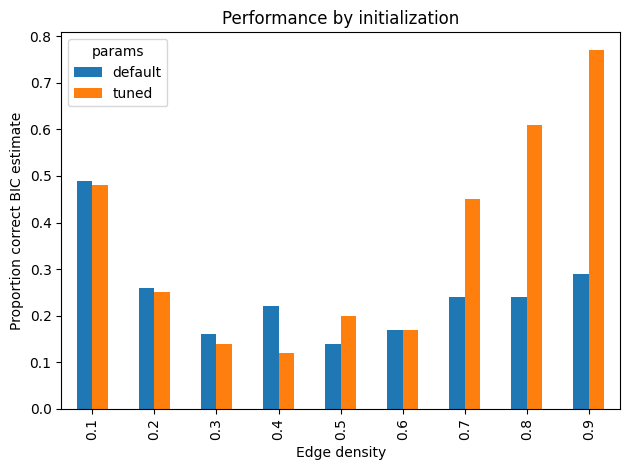 Performance by initialization
params
default
tuned
Proportion correct BIC estimate
0.8
0.7
0.6
0.5
0.4
0.3
0.2
0.1
0.0
0.1 0.2 0.3 0.4 0.5 0.6 0.7 0.8 0.9
Edge density